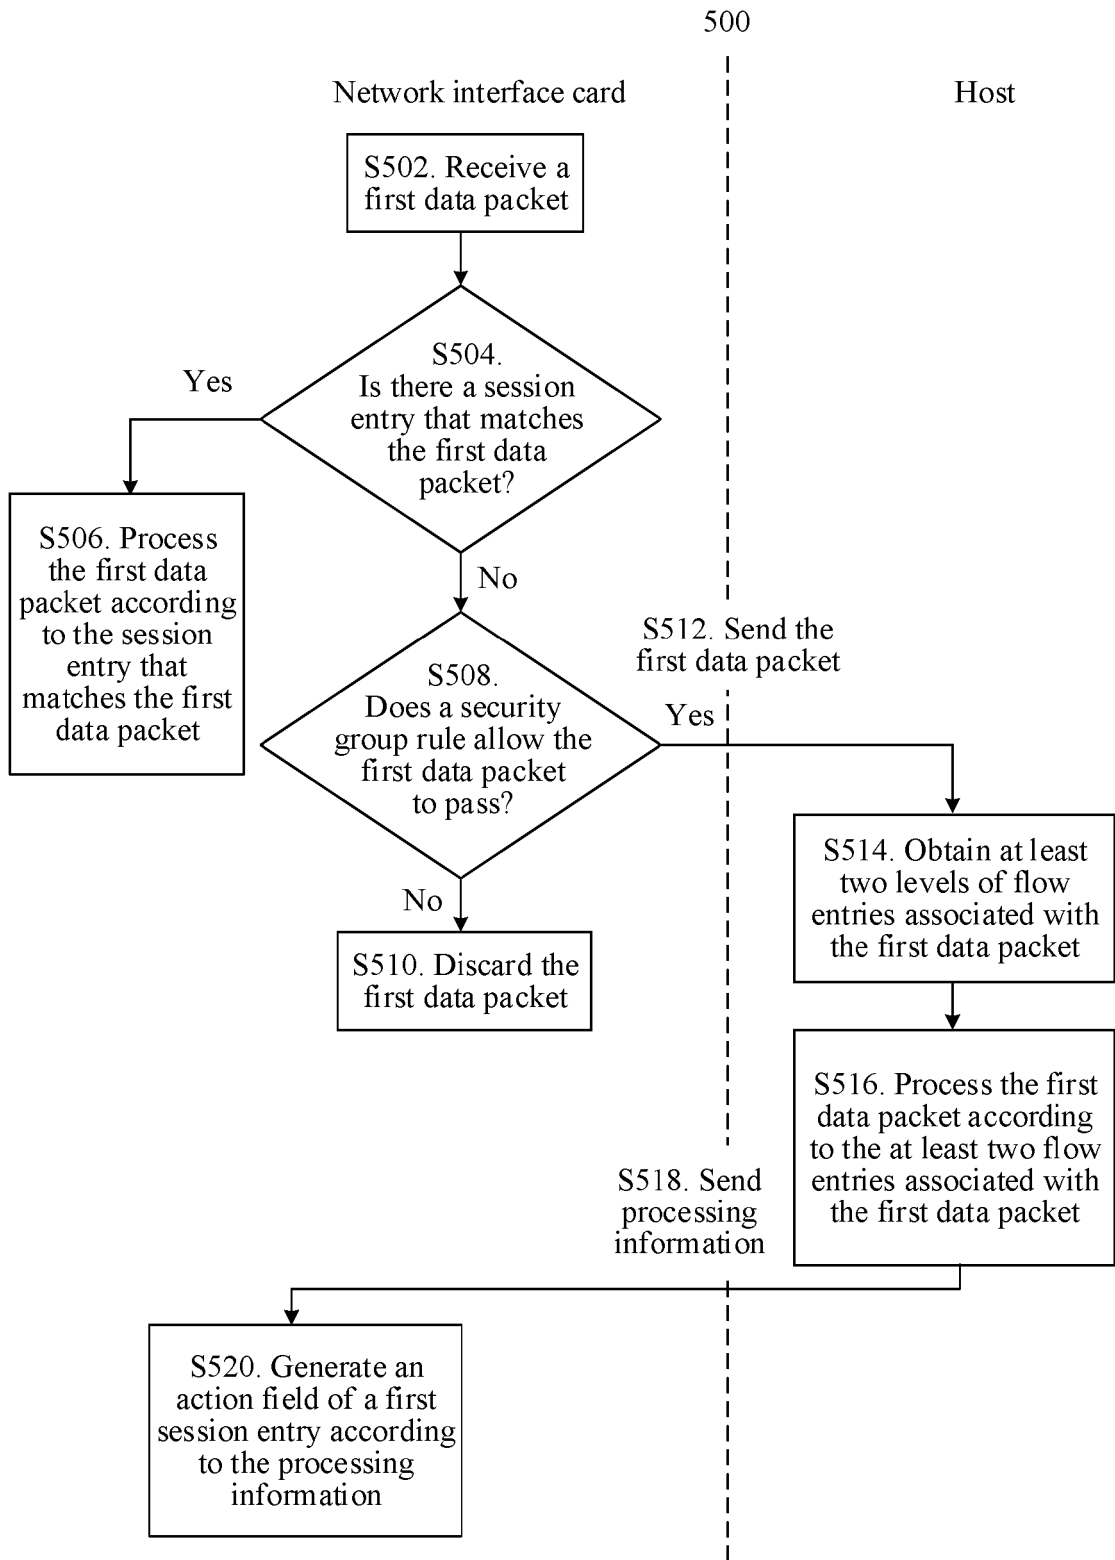 500
Network interface card
Host
S502. Receive a
first data packet
S504.
Is there a session
entry that matches
the first data
packet?
Yes
No
S506. Process
the first data
packet according
to the session
entry that
matches the first
data packet
S508.
Does a security
group rule allow the
first data packet
to pass?
S512. Send the
first data packet
Yes
No
S510. Discard the
first data packet
S514. Obtain at least
two levels of flow
entries associated with
the first data packet
S516. Process the first
data packet according
to the at least two flow
entries associated with
the first data packet
S518. Send
processing
information
S520. Generate an
action field of a first
session entry according
to the processing
information